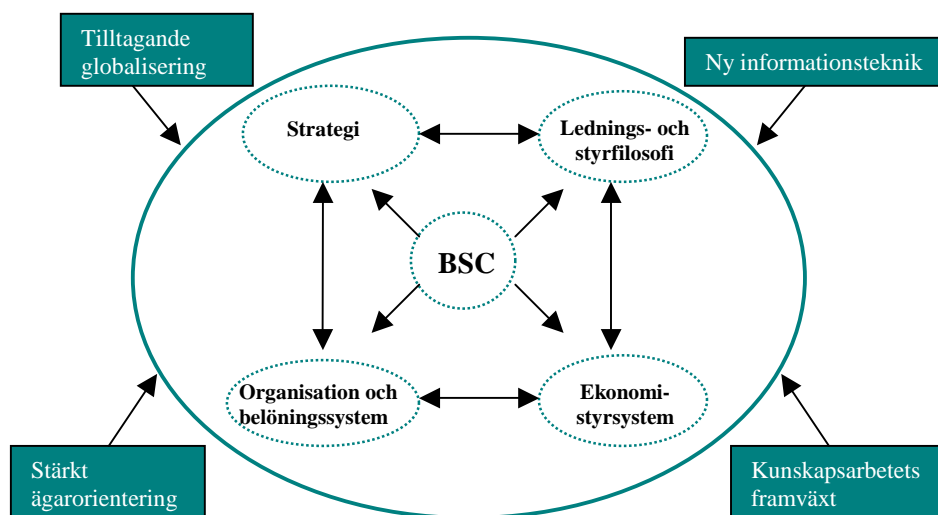 Tilltagande
globalisering
Ny informationsteknik
Strategi
Lednings- och
styrfilosofi
BSC
Organisation och
belöningssystem
Ekonomi-
styrsystem
Stärkt
ägarorientering
Kunskapsarbetets
framväxt